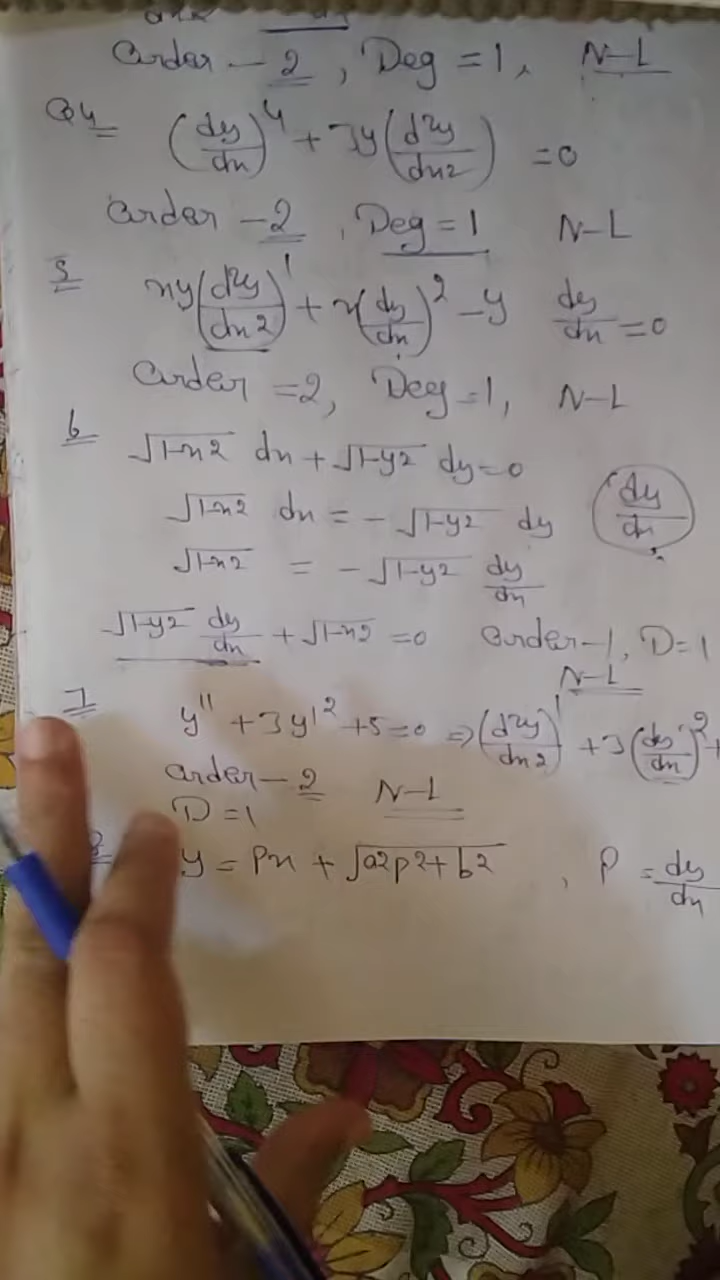 order - 2, Deg = 1, N-L
Q4 (dy/dx)^4 + 3y(d²y/dx²) = 0
order - 2, Deg = 1 N-L
5 xy(d²y/dx²)^1 + x(dy/dx)^2 - y dy/dx = 0
order = 2, Deg = 1, N-L
6 √1-x² dx + √1-y² dy = 0
√1-x² dx = - √1-y² dy dy/dx
√1-x² = - √1-y² dy/dx
√1-y² dy/dx + √1-x² = 0 order - 1, D = 1
N-L
7 y'' + 3y'² + 5 = 0 ⇒ (d²y/dx²)^1 + 3(dy/dx)^2 +
order - 2 N-L
D = 1
8 y = Px + √a²p² + b² , P = dy/dx